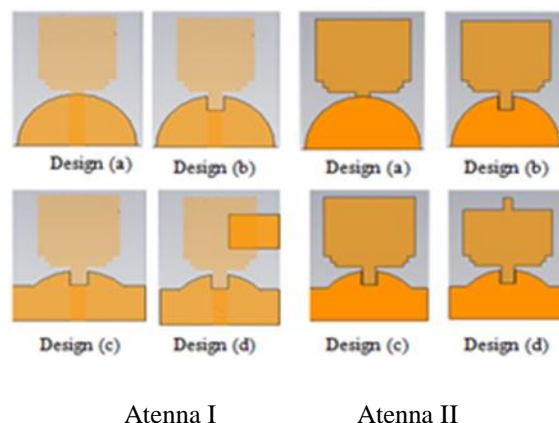 Design (a)
Design (b)
Design (a)
Design (b)
Design (c)
Design (d)
Design (c)
Design (d)
Atenna I
Atenna II